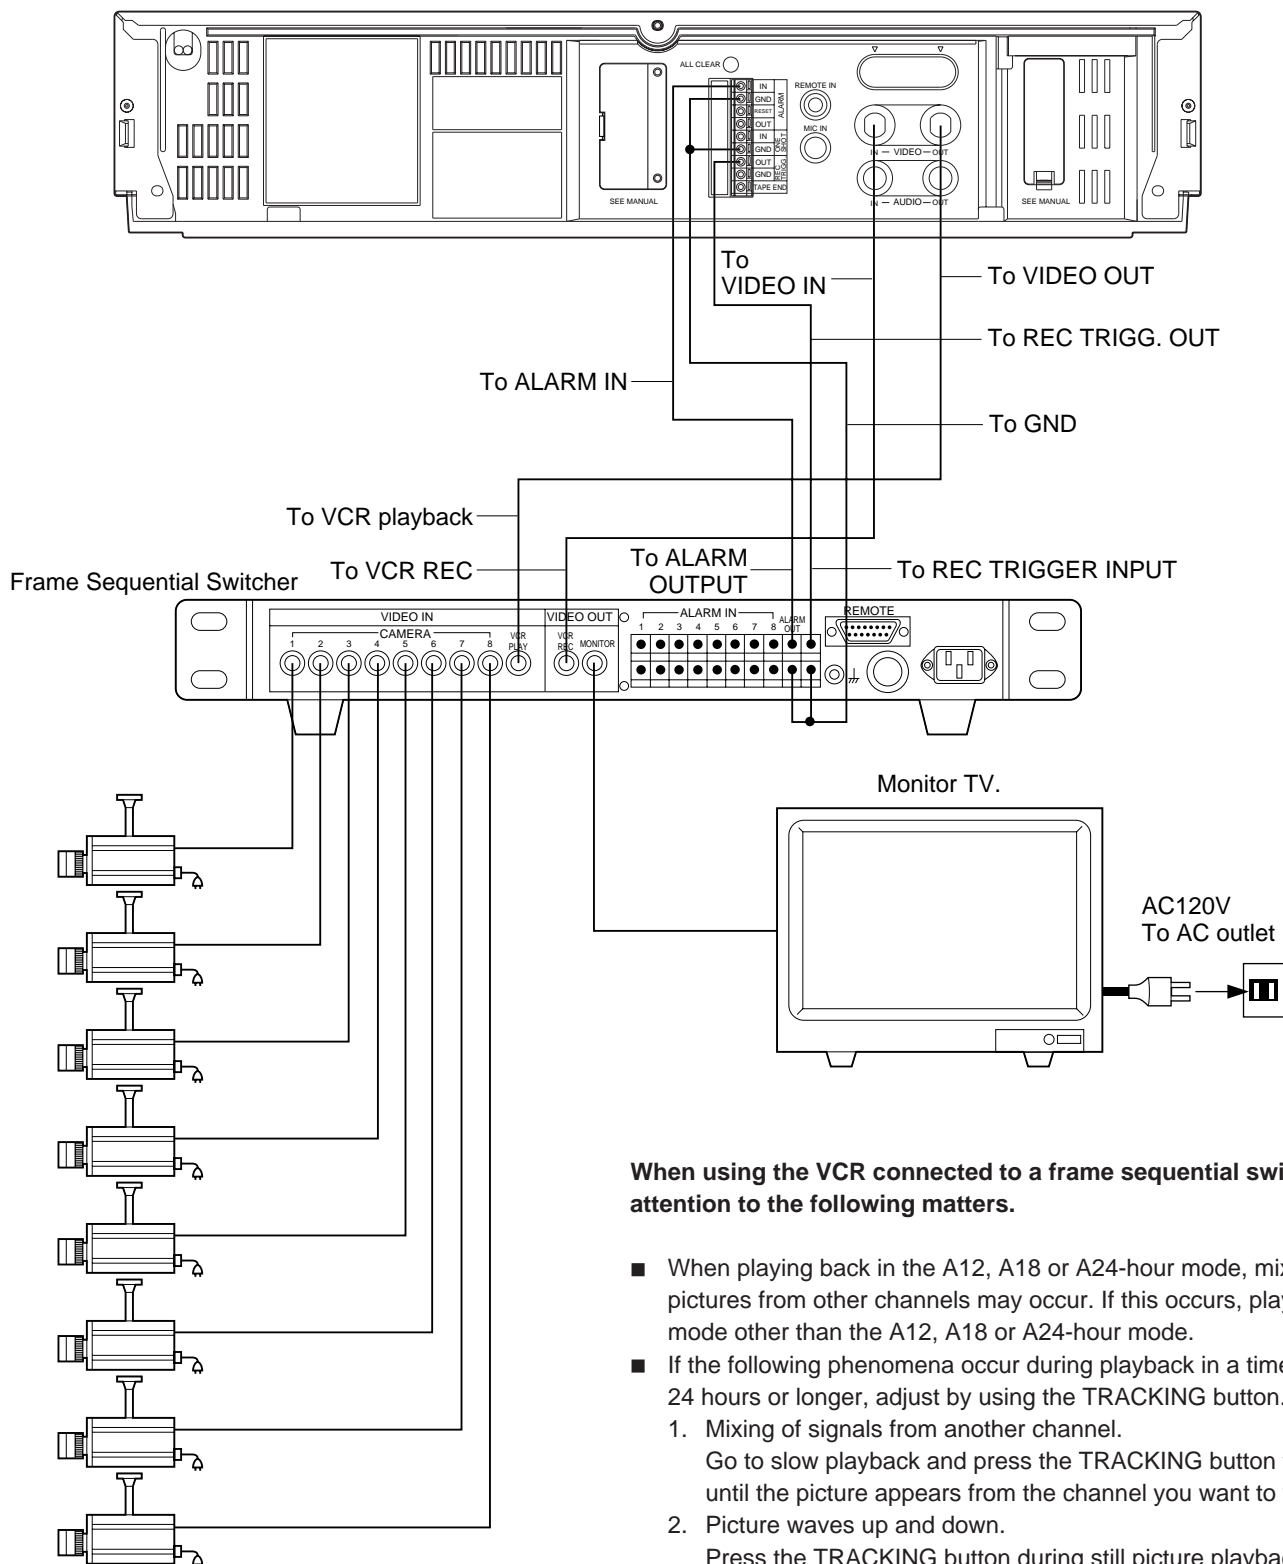 ALL CLEAR
IN
GND
RESET
OUT
ALARM
IN
GND
ONE SHOT
OUT
GND
REC TRIGG
TAPE END
REMOTE IN
MIC IN
IN — VIDEO — OUT
IN — AUDIO — OUT
SEE MANUAL
SEE MANUAL
To
VIDEO IN
To VIDEO OUT
To REC TRIGG. OUT
To ALARM IN
To GND
To VCR playback
To VCR REC
To ALARM
OUTPUT
To REC TRIGGER INPUT
Frame Sequential Switcher
VIDEO IN
VIDEO OUT
CAMERA
1 2 3 4 5 6 7 8
VCR
PLAY
VCR
REC
MONITOR
ALARM IN
1 2 3 4 5 6 7 8
ALARM
OUT
REMOTE
Monitor TV.
AC120V
To AC outlet
When using the VCR connected to a frame sequential swi
attention to the following matters.
■ When playing back in the A12, A18 or A24-hour mode, mix
pictures from other channels may occur. If this occurs, play
mode other than the A12, A18 or A24-hour mode.
■ If the following phenomena occur during playback in a time
24 hours or longer, adjust by using the TRACKING button.
1. Mixing of signals from another channel.
Go to slow playback and press the TRACKING button
until the picture appears from the channel you want to
2. Picture waves up and down.
Press the TRACKING button during still picture playba